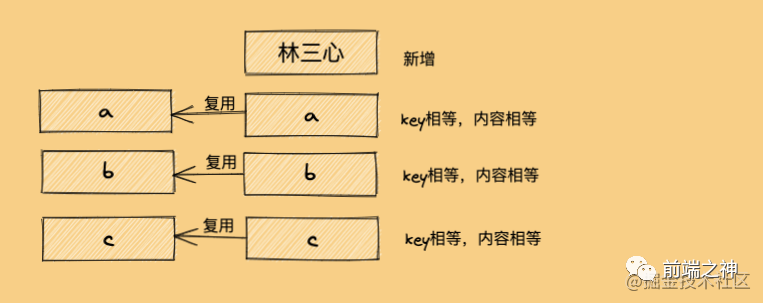 林三心 新增
a 复用 a key相等，内容相等
b 复用 b key相等，内容相等
c 复用 c key相等，内容相等
前端之神
@掘金技术社区